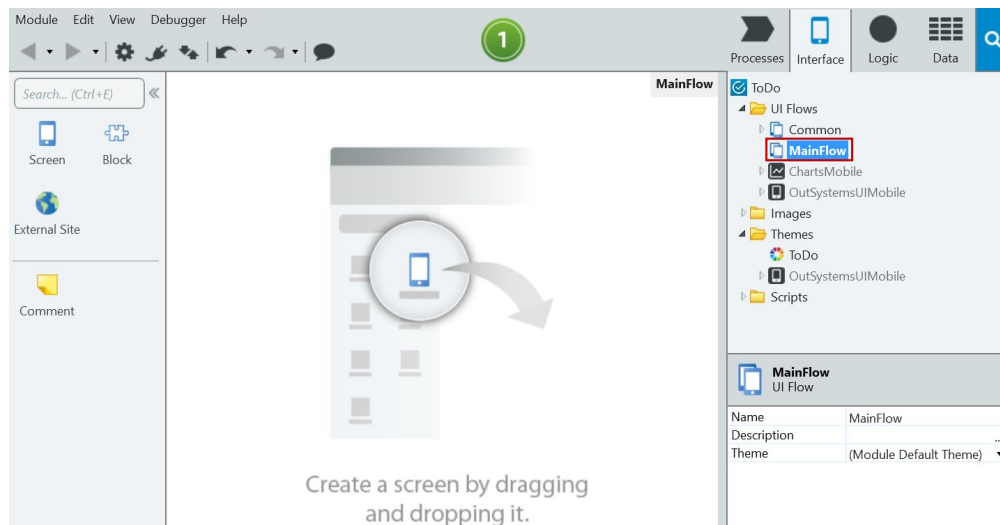 Module Edit View Debugger Help
1
Processes Interface Logic Data
Search... (Ctrl+E)
Screen Block
External Site
Comment
MainFlow
Create a screen by dragging
and dropping it.
ToDo
UI Flows
Common
MainFlow
ChartsMobile
OutSystemsUIMobile
Images
Themes
ToDo
OutSystemsUIMobile
Scripts
MainFlow
UI Flow
Name MainFlow
Description ...
Theme (Module Default Theme)